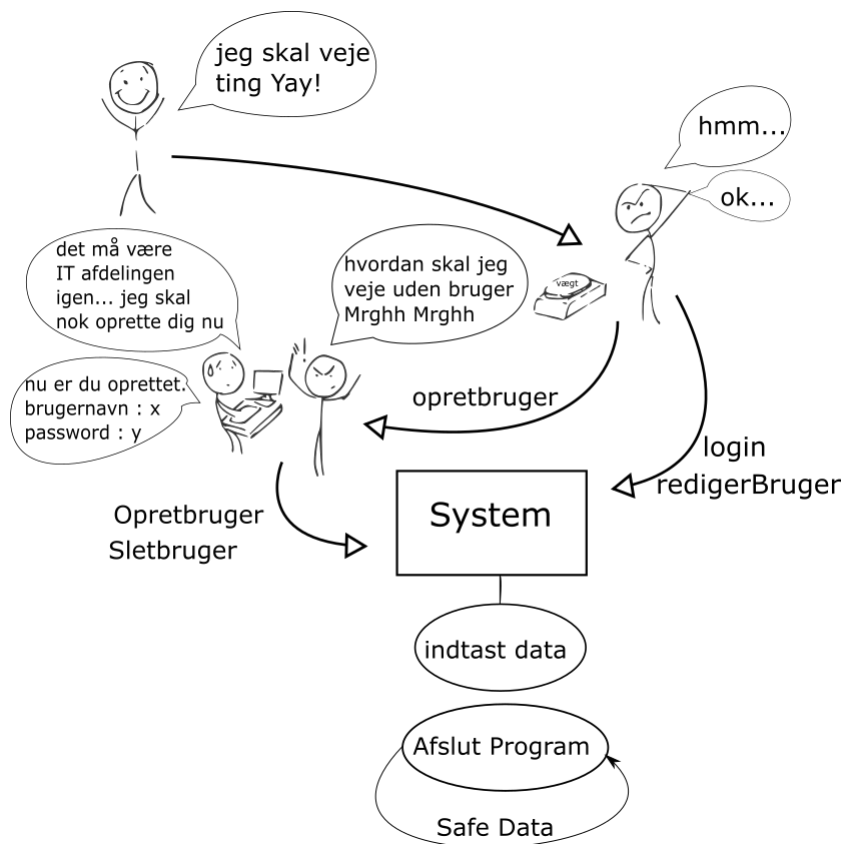 jeg skal veje
ting Yay!
hmm...
ok...
det må være
IT afdelingen
igen... jeg skal
nok oprette dig nu
hvordan skal jeg
veje uden bruger
Mrghh Mrghh
vægt
nu er du oprettet.
brugernavn : x
password : y
opretbruger
login
redigerBruger
Opretbruger
Sletbruger
System
indtast data
Afslut Program
Safe Data